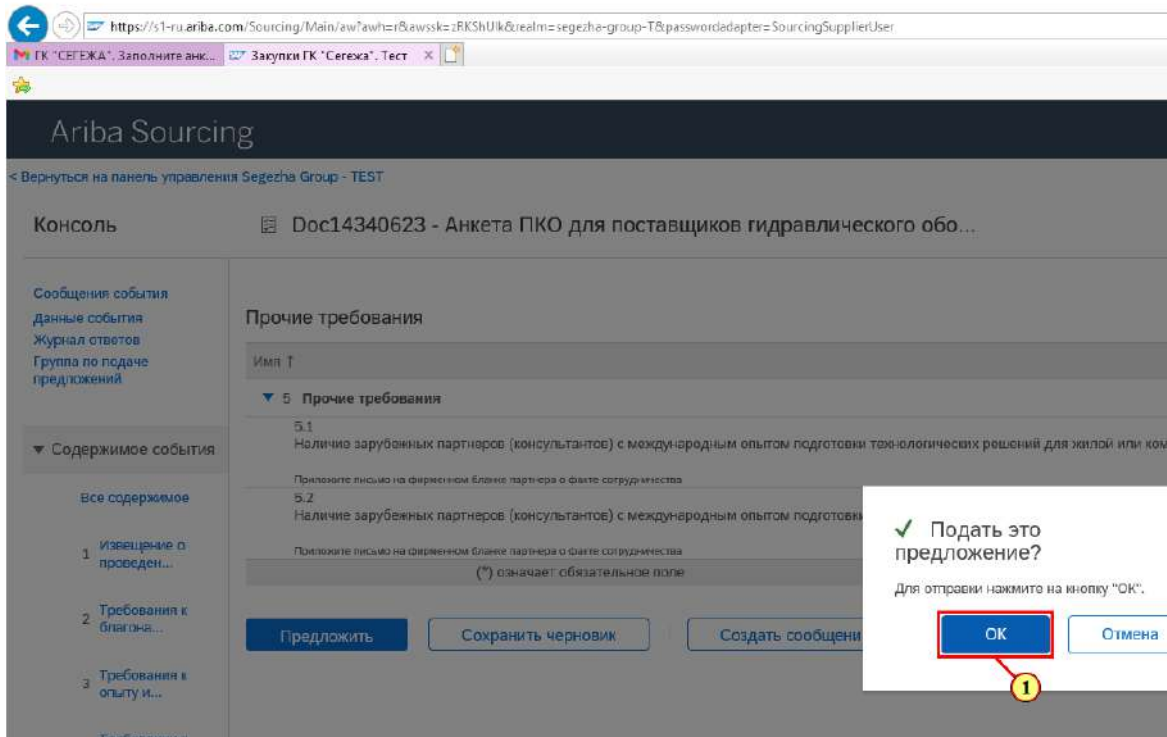 https://s1-ru.ariba.com/Sourcing/Main/aw?awh=r&awssk=zRKShUlk&realm=segezha-group-T&passwordadapter=SourcingSupplierUser
ГК "СЕГЕЖА". Заполните анк...
Закупки ГК "Сегежа". Тест
Ariba Sourcing
< Вернуться на панель управления Segezha Group - TEST
Консоль
Doc14340623 - Анкета ПКО для поставщиков гидравлического обо...
Сообщения события
Данные события
Журнал ответов
Группа по подаче
предложений
Прочие требования
Имя ↑
▼ 5 Прочие требования
5.1
Наличие зарубежных партнеров (консультантов) с международным опытом подготовки технологических решений для жилой или ком
Приложите письмо на фирменном бланке партнера о факте сотрудничества
5.2
Наличие зарубежных партнеров (консультантов) с международным опытом подготовки
Приложите письмо на фирменном бланке партнера о факте сотрудничества
(*) означает обязательное поле
▼ Содержимое события
Все содержимое
1 Извещение о
проведен...
2 Требования к
благона...
3 Требования к
опыту и...
Предложить
Сохранить черновик
Создать сообщени
✓ Подать это
предложение?
Для отправки нажмите на кнопку "ОК".
ОК
Отмена
1